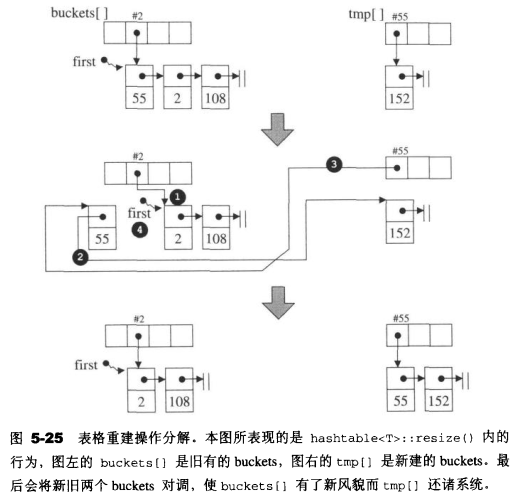 buckets[ ]
#2
tmp[ ]
#55
first
55
2
108
152
#2
#55
3
1
first
4
55
2
108
152
2
#2
#55
first
2
108
55
152
图 5-25 表格重建操作分解。本图所表现的是 hashtable<T>::resize() 内的
行为，图左的 buckets[] 是旧有的 buckets，图右的 tmp[] 是新建的 buckets。最
后会将新旧两个 buckets 对调，使 buckets[] 有了新风貌而 tmp[] 还诸系统。